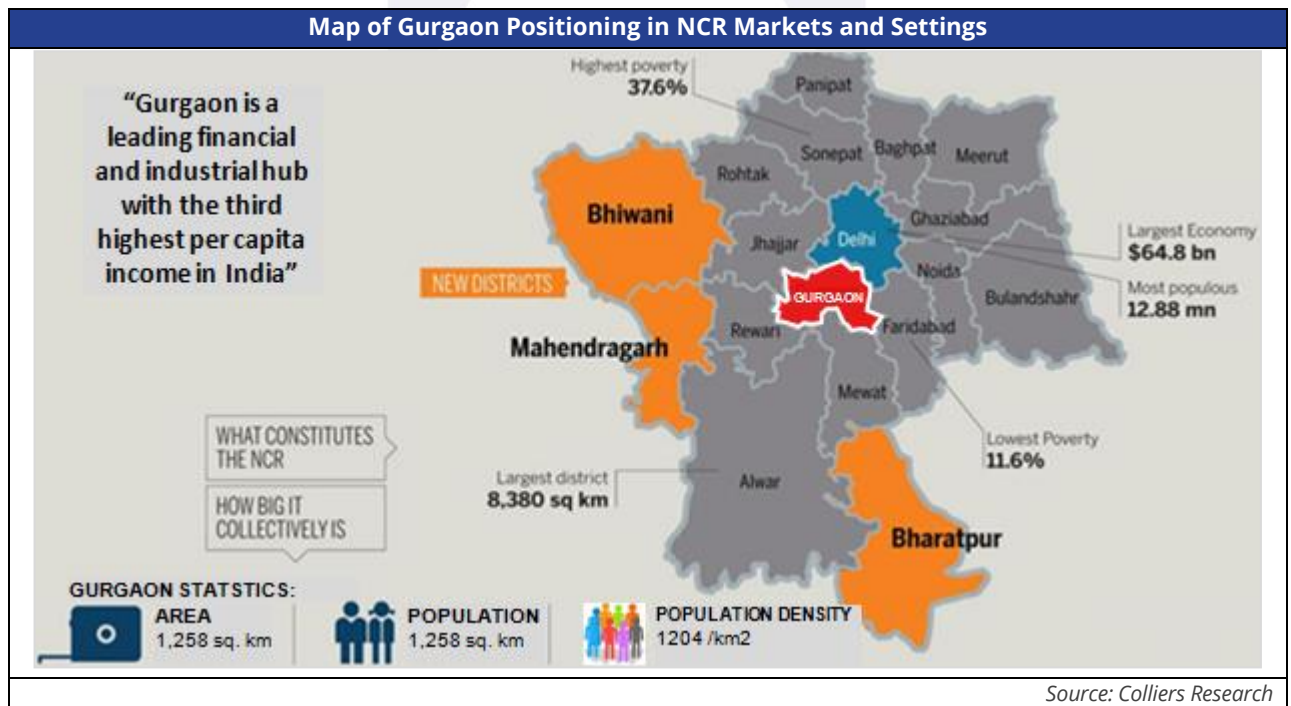 Map of Gurgaon Positioning in NCR Markets and Settings
“Gurgaon is a
leading financial
and industrial hub
with the third
highest per capita
income in India”
Highest poverty
37.6%
Panipat
Sonepat
Baghpat
Meerut
Rohtak
Bhiwani
Jhajjar
Delhi
Ghaziabad
Largest Economy
$64.8 bn
NEW DISTRICTS
GURGAON
Noida
Bulandshahr
Most populous
12.88 mn
Mahendragarh
Rewari
Faridabad
Mewat
WHAT CONSTITUTES
THE NCR
Lowest Poverty
11.6%
Largest district
8,380 sq km
Alwar
HOW BIG IT
COLLECTIVELY IS
Bharatpur
GURGAON STATSTICS:
AREA
1,258 sq. km
POPULATION
1,258 sq. km
POPULATION DENSITY
1204 /km2
Source: Colliers Research